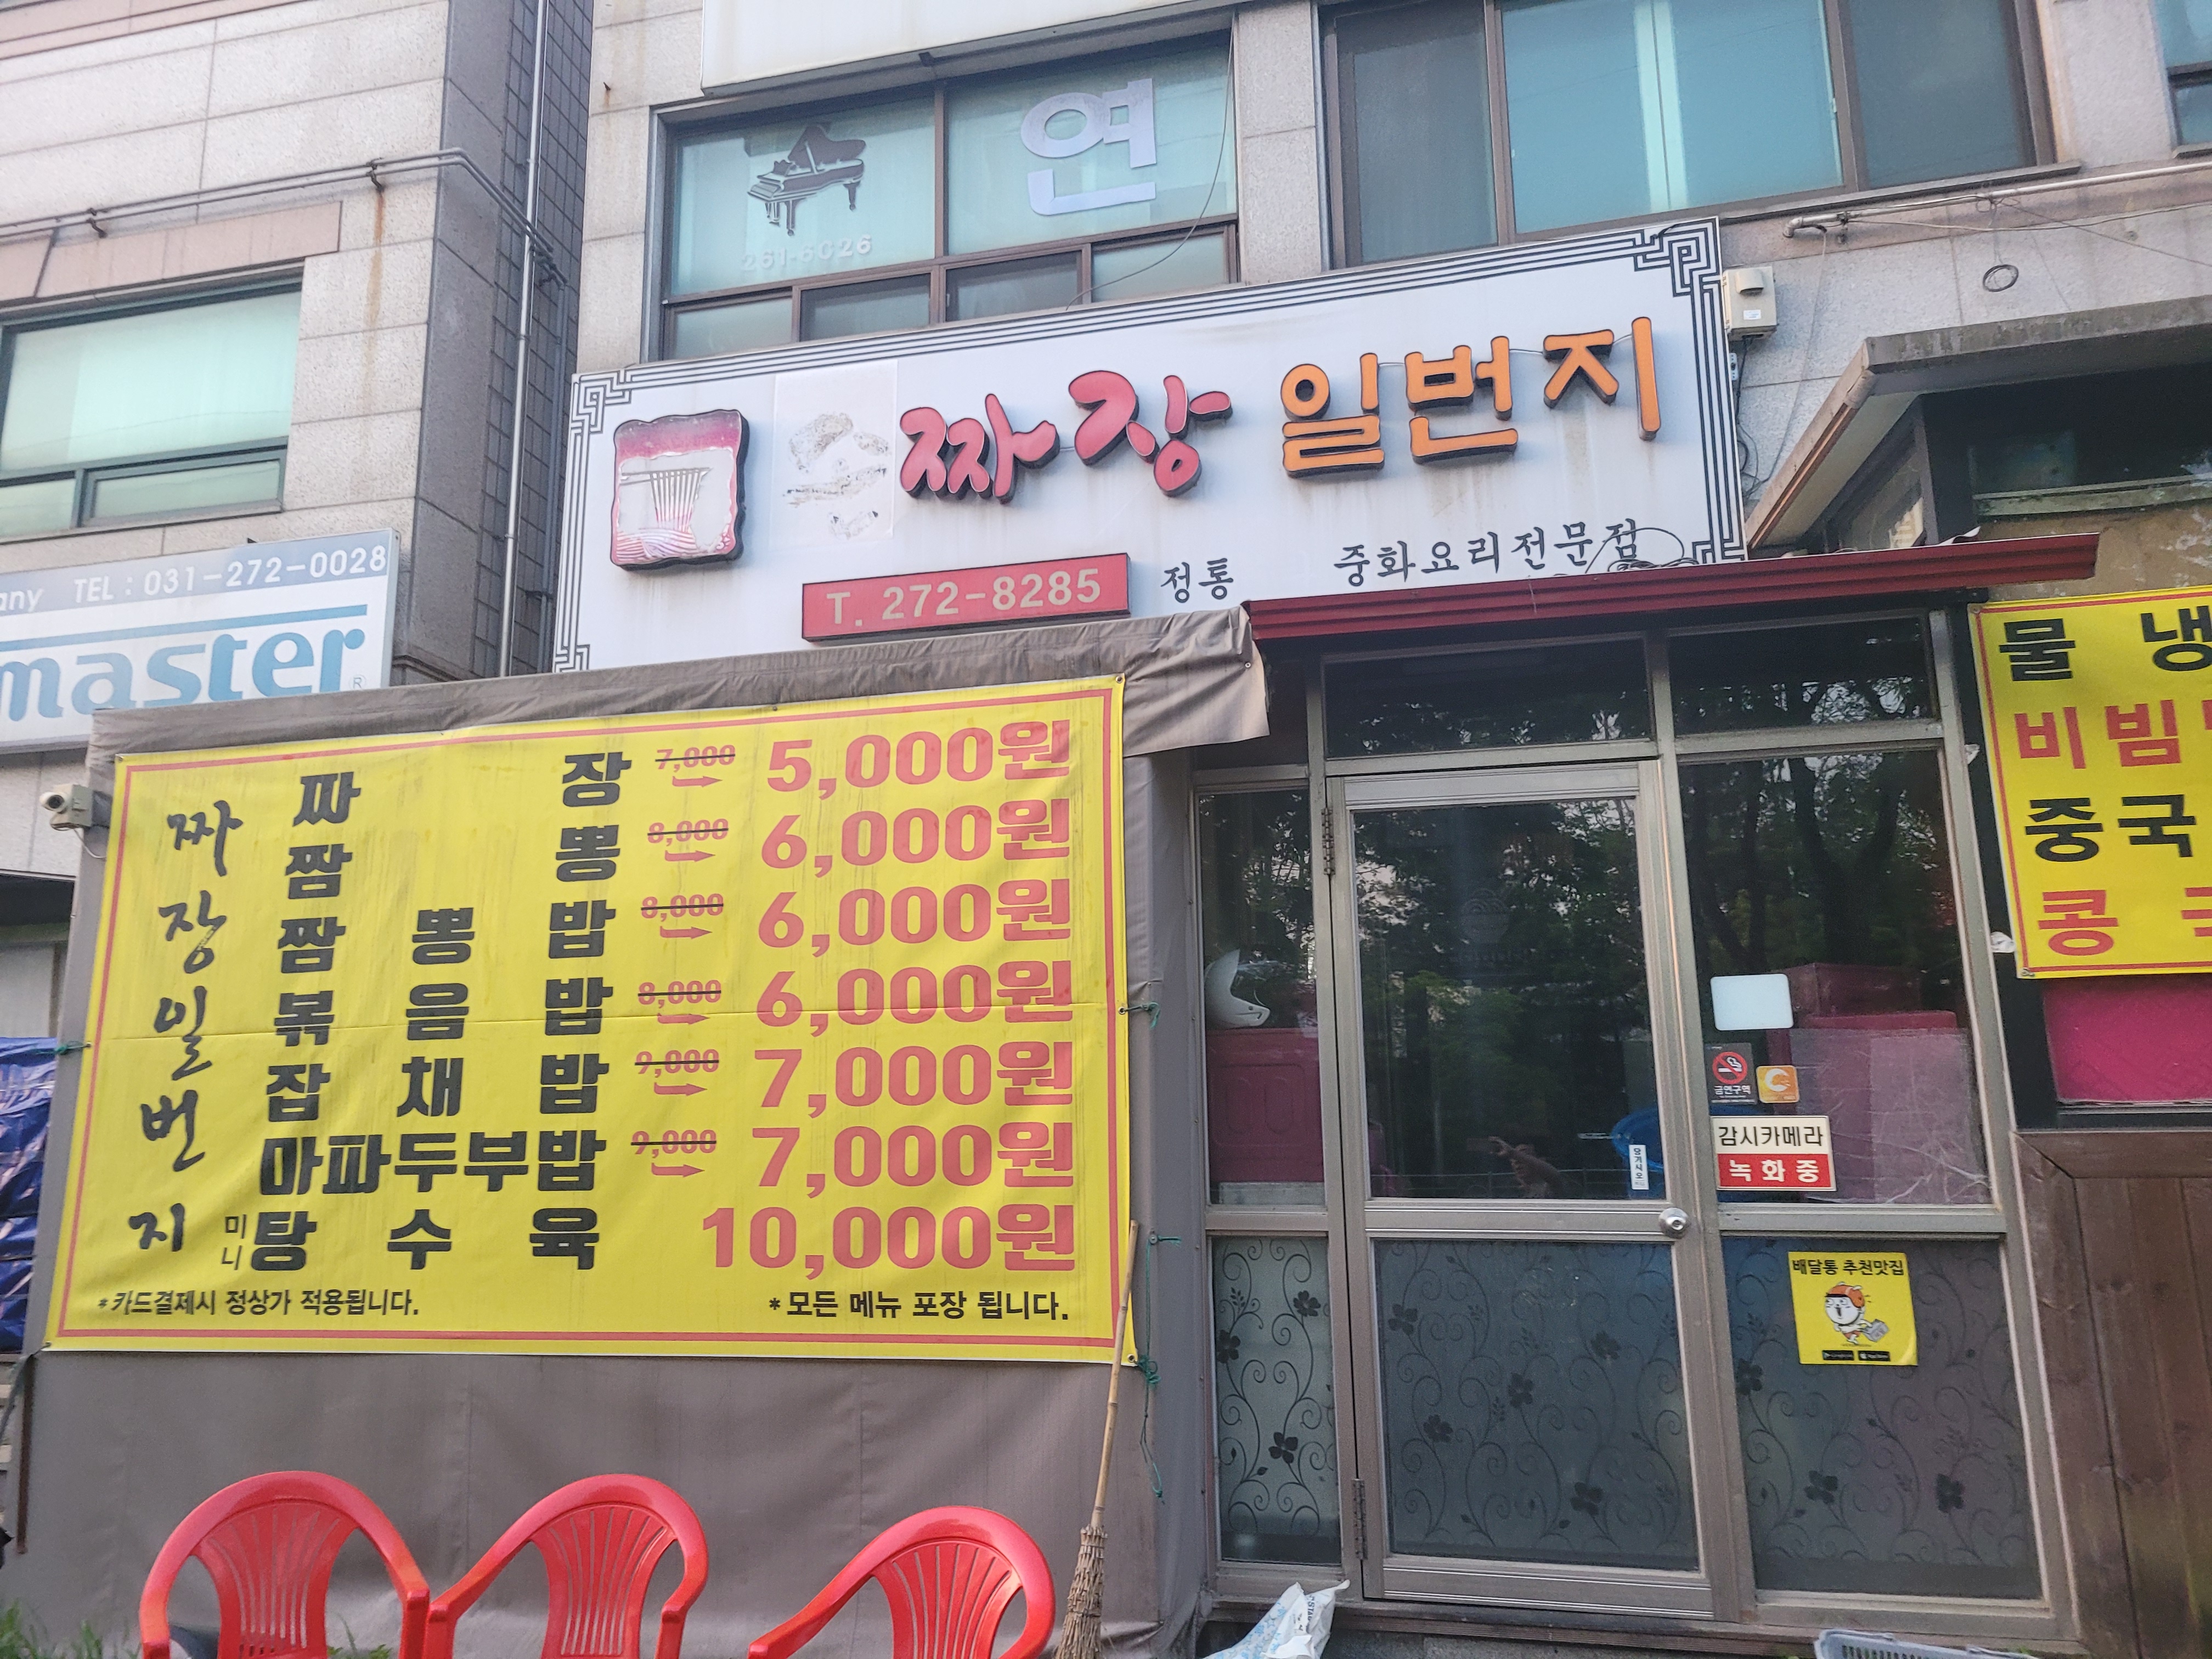 연
261-6026
짜장 일번지
T. 272-8285
정통 중화요리전문점
TEL : 031-272-0028
master
짜장일번지
짜장 7,000 → 5,000원
짬뽕 8,000 → 6,000원
짬뽕밥 8,000 → 6,000원
볶음밥 8,000 → 6,000원
잡채밥 9,000 → 7,000원
마파두부밥 9,000 → 7,000원
미니 탕수육 10,000원
*카드결제시 정상가 적용됩니다.
*모든 메뉴 포장 됩니다.
물 냉
비빔
중국
콩
금연구역
감시카메라
녹화중
당기시오
배달통 추천맛집